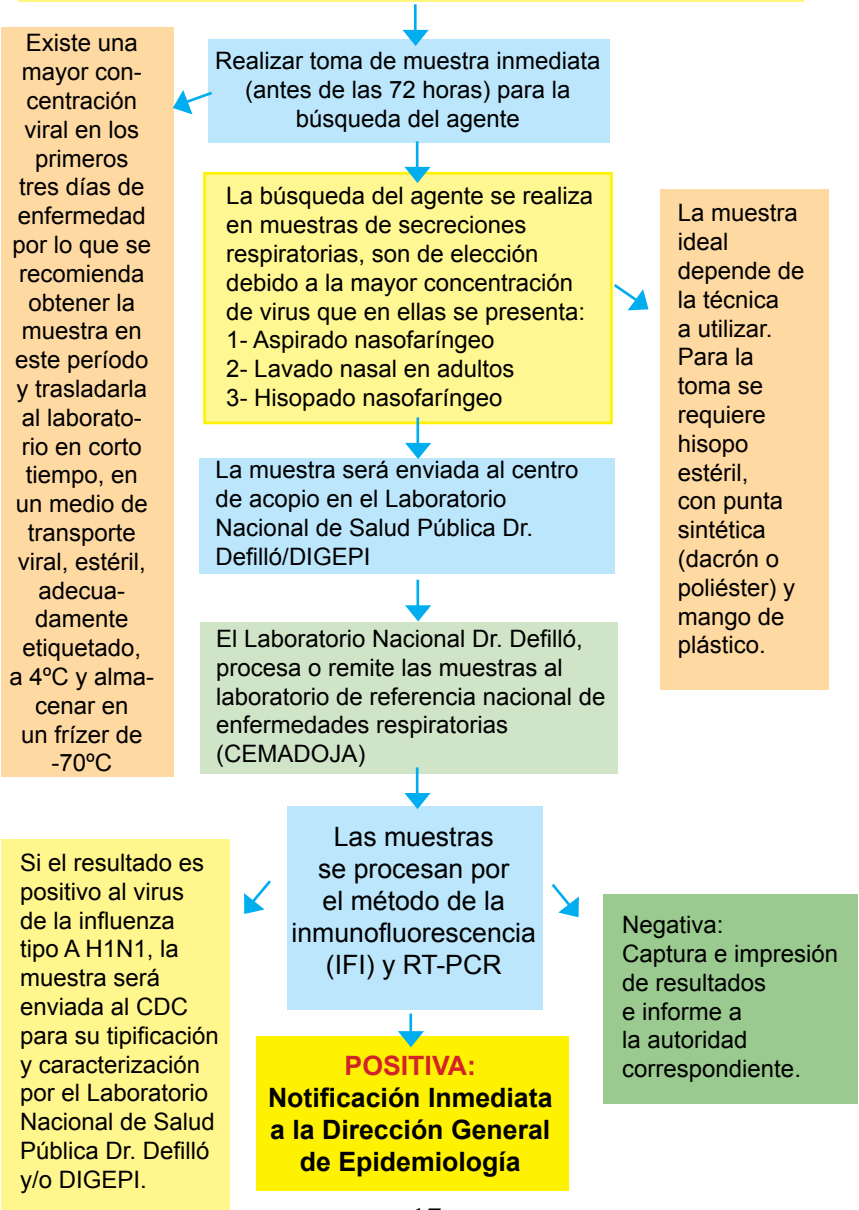 Existe una
mayor con-
centración
viral en los
primeros
tres días de
enfermedad
por lo que se
recomienda
obtener la
muestra en
este período
y trasladarla
al laborato-
rio en corto
tiempo, en
un medio de
transporte
viral, estéril,
adecua-
damente
etiquetado,
a 4ºC y alma-
cenar en
un frízer de
-70ºC
Realizar toma de muestra inmediata
(antes de las 72 horas) para la
búsqueda del agente
La búsqueda del agente se realiza
en muestras de secreciones
respiratorias, son de elección
debido a la mayor concentración
de virus que en ellas se presenta:
1- Aspirado nasofaríngeo
2- Lavado nasal en adultos
3- Hisopado nasofaríngeo
La muestra
ideal
depende de
la técnica
a utilizar.
Para la
toma se
requiere
hisopo
estéril,
con punta
sintética
(dacrón o
poliéster) y
mango de
plástico.
La muestra será enviada al centro
de acopio en el Laboratorio
Nacional de Salud Pública Dr.
Defilló/DIGEPI
El Laboratorio Nacional Dr. Defilló,
procesa o remite las muestras al
laboratorio de referencia nacional de
enfermedades respiratorias
(CEMADOJA)
Las muestras
se procesan por
el método de la
inmunofluorescencia
(IFI) y RT-PCR
Si el resultado es
positivo al virus
de la influenza
tipo A H1N1, la
muestra será
enviada al CDC
para su tipificación
y caracterización
por el Laboratorio
Nacional de Salud
Pública Dr. Defilló
y/o DIGEPI.
Negativa:
Captura e impresión
de resultados
e informe a
la autoridad
correspondiente.
POSITIVA:
Notificación Inmediata
a la Dirección General
de Epidemiología